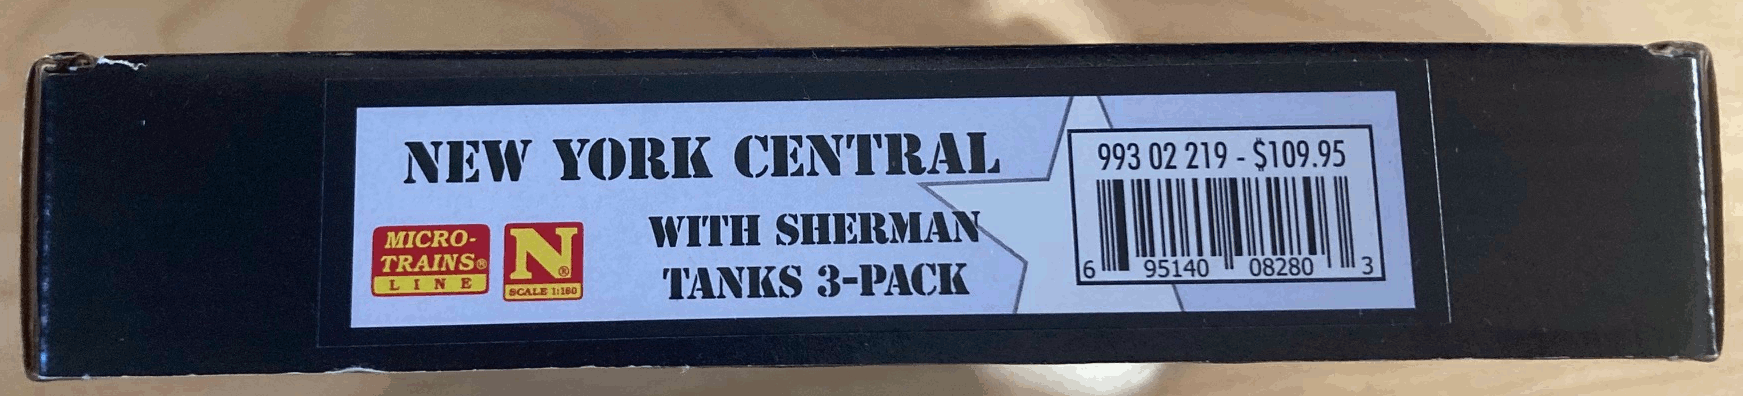 NEW YORK CENTRAL
WITH SHERMAN
TANKS 3-PACK
MICRO-
TRAINS®
LINE
N®
SCALE 1:160
993 02 219 - $109.95
6 95140 08280 3